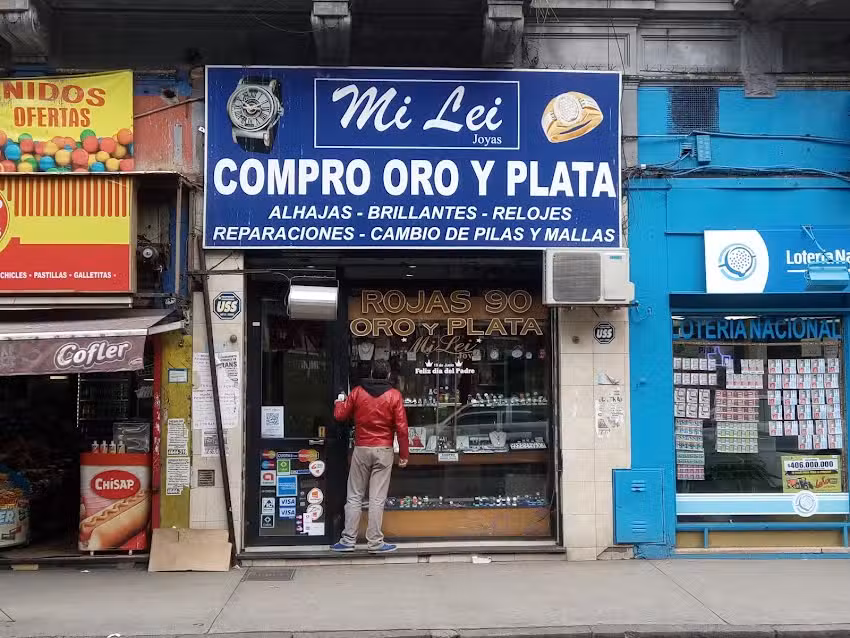 NIDOS
OFERTAS
CHICLES - PASTILLAS - GALLETITAS -
Cofler
CHiSAP
Mi Lei
Joyas
COMPRO ORO Y PLATA
ALHAJAS - BRILLANTES - RELOJES
REPARACIONES - CAMBIO DE PILAS Y MALLAS
USS
ROJAS 90
ORO y PLATA
Mi Lei
Feliz día del Padre
VISA
VISA
USS
Lotería Na
LOTERIA NACIONAL
$406.000.000